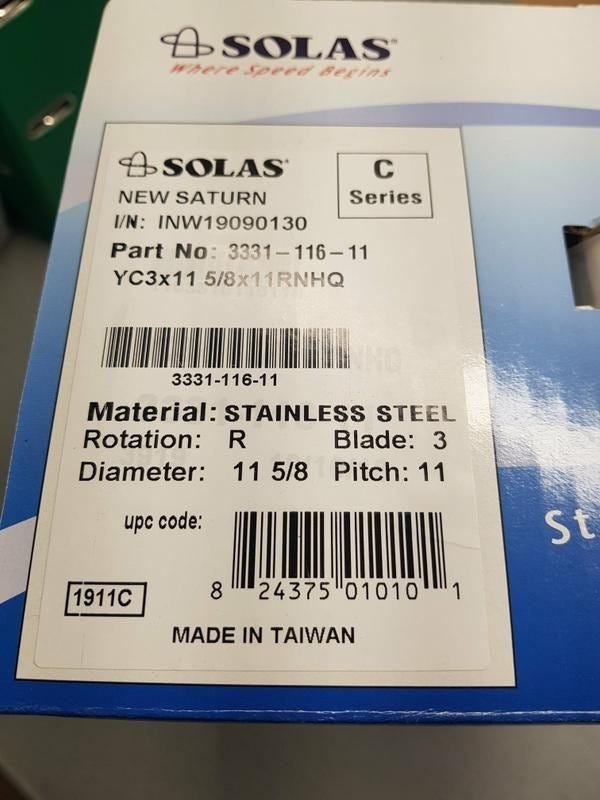 SOLAS®
Where Speed Begins
SOLAS®
C
Series
NEW SATURN
I/N: INW19090130
Part No: 3331-116-11
YC3x11 5/8x11RNHQ
3331-116-11
Material: STAINLESS STEEL
Rotation: R Blade: 3
Diameter: 11 5/8 Pitch: 11
upc code:
8 24375 01010 1
1911C
MADE IN TAIWAN
St